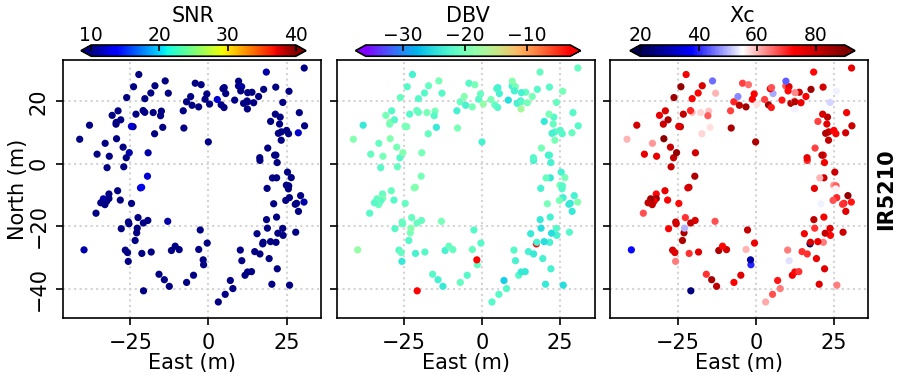 SNR DBV Xc
10 20 30 40 −30 −20 −10 20 40 60 80
20
0
−20
−40
North (m)
−25 0 25 −25 0 25 −25 0 25
East (m) East (m) East (m)
IR5210